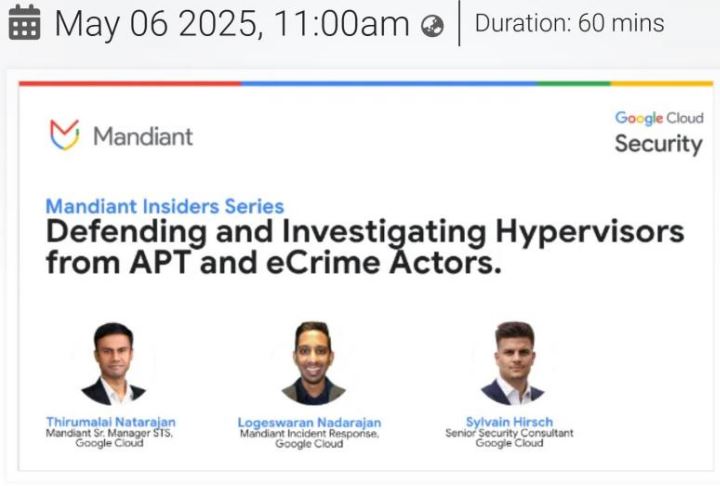 May 06 2025, 11:00am
Duration: 60 mins
Mandiant
Google Cloud
Security
Mandiant Insiders Series
Defending and Investigating Hypervisors
from APT and eCrime Actors.
Thirumalai Natarajan
Mandiant Sr. Manager STS,
Google Cloud
Logeswaran Nadarajan
Mandiant Incident Response,
Google Cloud
Sylvain Hirsch
Senior Security Consultant
Google Cloud